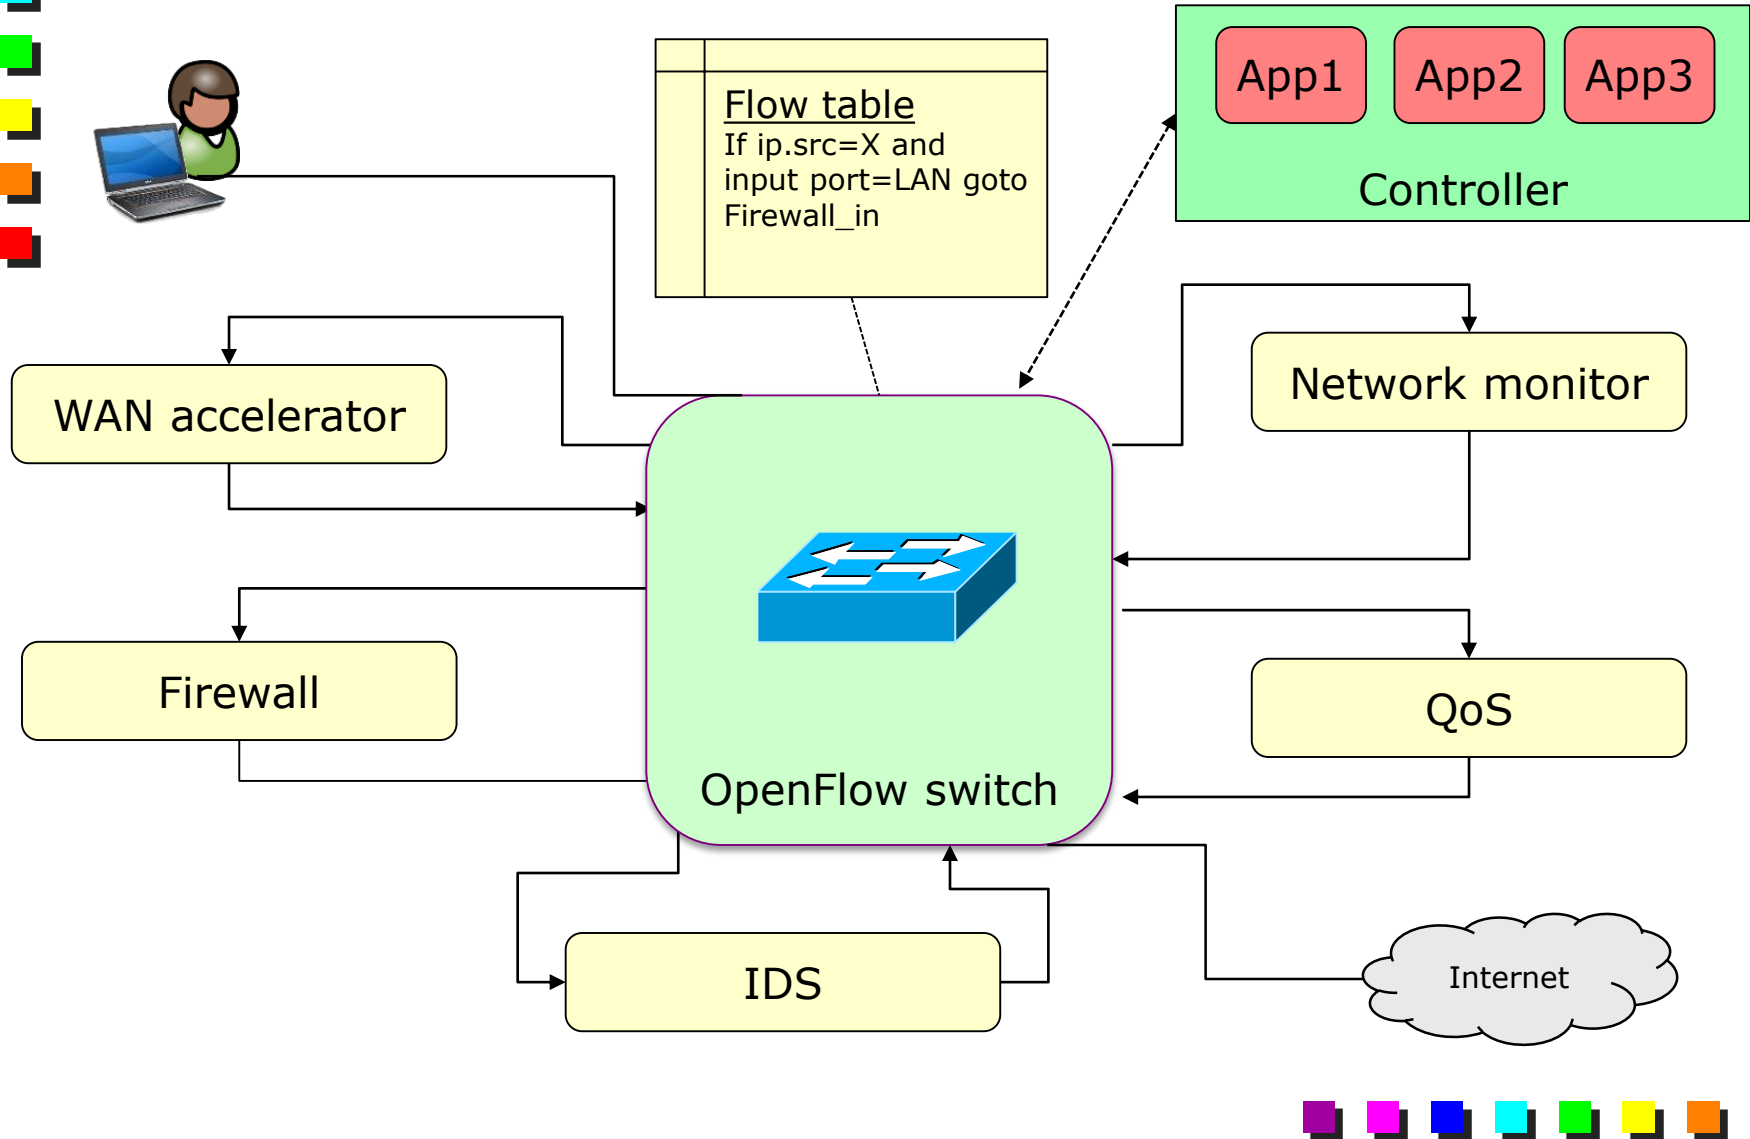 Flow table
If ip.src=X and
input port=LAN goto
Firewall_in
App1
App2
App3
Controller
WAN accelerator
Network monitor
Firewall
QoS
OpenFlow switch
IDS
Internet